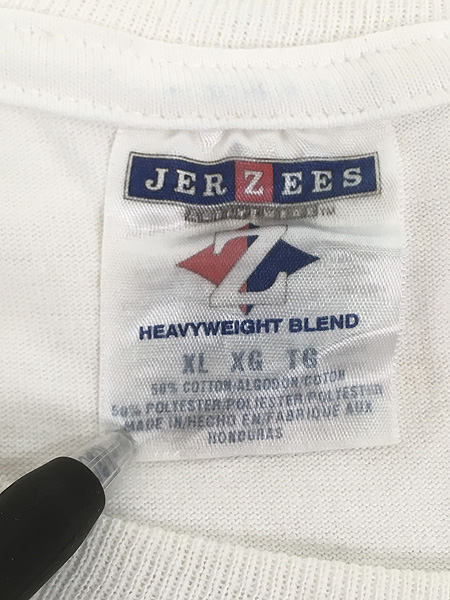 JERZEES
ACTIVEWEAR™
Z
HEAVYWEIGHT BLEND
XL XG TG
50% COTTON/ALGODON/COTON
50% POLYESTER/POLIESTER/POLYESTER
MADE IN/HECHO EN/FABRIQUE AUX
HONDURAS